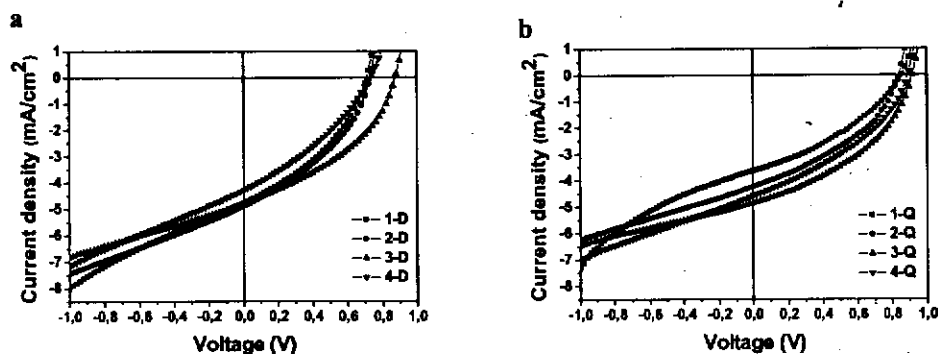 a
Current density (mA/cm²)
1
0
-1
-2
-3
-4
-5
-6
-7
-8
-1,0 -0,8 -0,6 -0,4 -0,2 0,0 0,2 0,4 0,6 0,8 1,0
Voltage (V)
1-D
2-D
3-D
4-D
b
Current density (mA/cm²)
1
0
-1
-2
-3
-4
-5
-6
-7
-8
-1,0 -0,8 -0,6 -0,4 -0,2 0,0 0,2 0,4 0,6 0,8 1,0
Voltage (V)
1-Q
2-Q
3-Q
4-Q